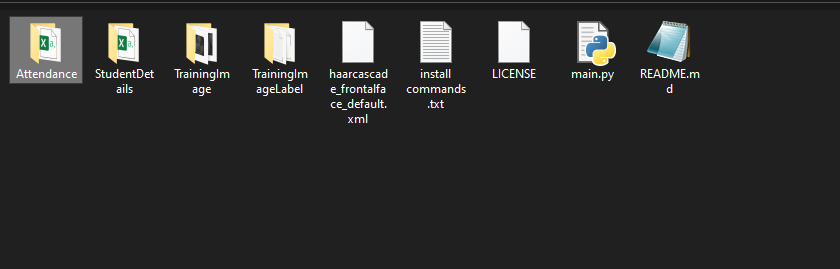 Attendance
StudentDet
ails
TrainingIm
age
TrainingIm
ageLabel
haarcascad
e_frontalfa
ce_default.
xml
install
commands
.txt
LICENSE
main.py
README.m
d